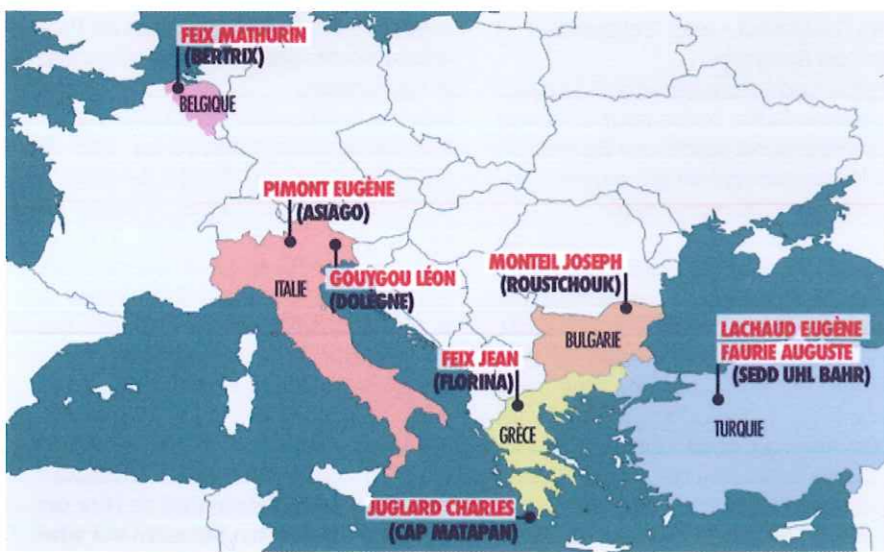 FEIX MATHURIN
(BERTRIX)
BELGIQUE
PIMONT EUGÈNE
(ASIAGO)
GOUYGOU LÉON
(DOLEGNE)
ITALIE
MONTEIL JOSEPH
(ROUSTCHOUK)
BULGARIE
LACHAUD EUGÈNE
FAURIE AUGUSTE
(SEDD UHL BAHR)
TURQUIE
FEIX JEAN
(FLORINA)
GRÈCE
JUGLARD CHARLES
(CAP MATAPAN)